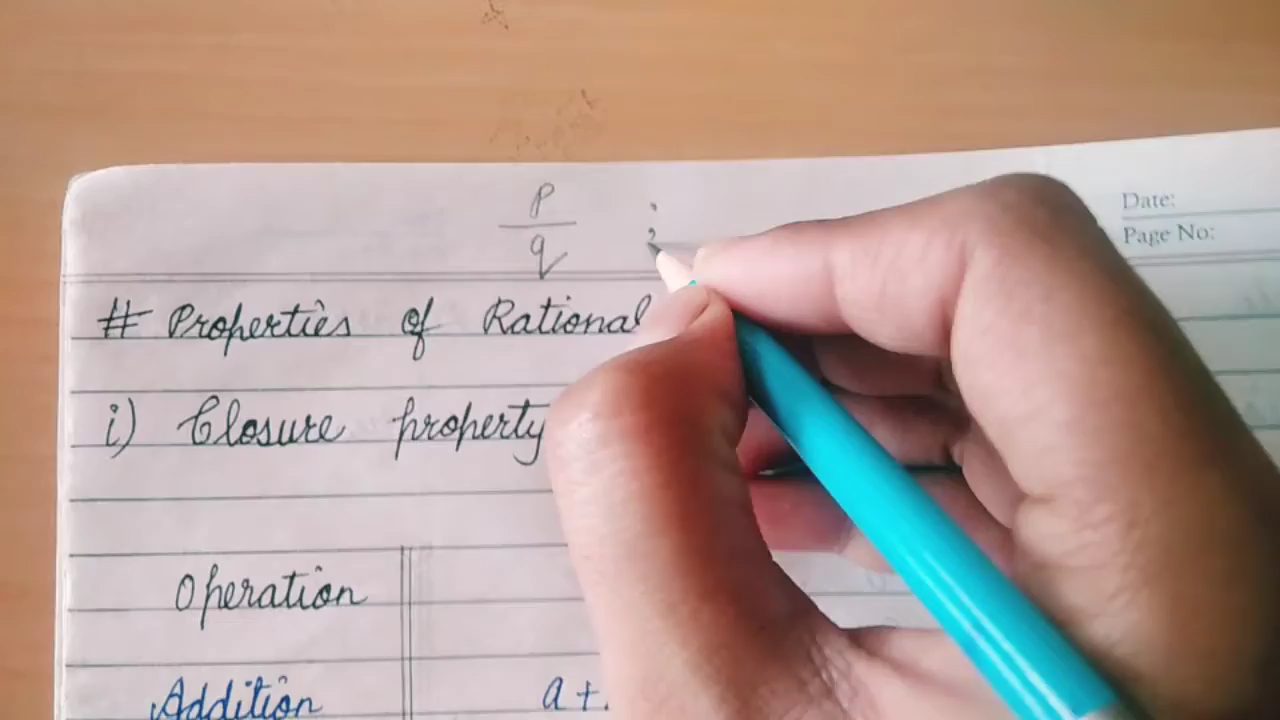 p
q ;
Date:
Page No:
# Properties of Rational
i) Closure property
Operation
Addition a+